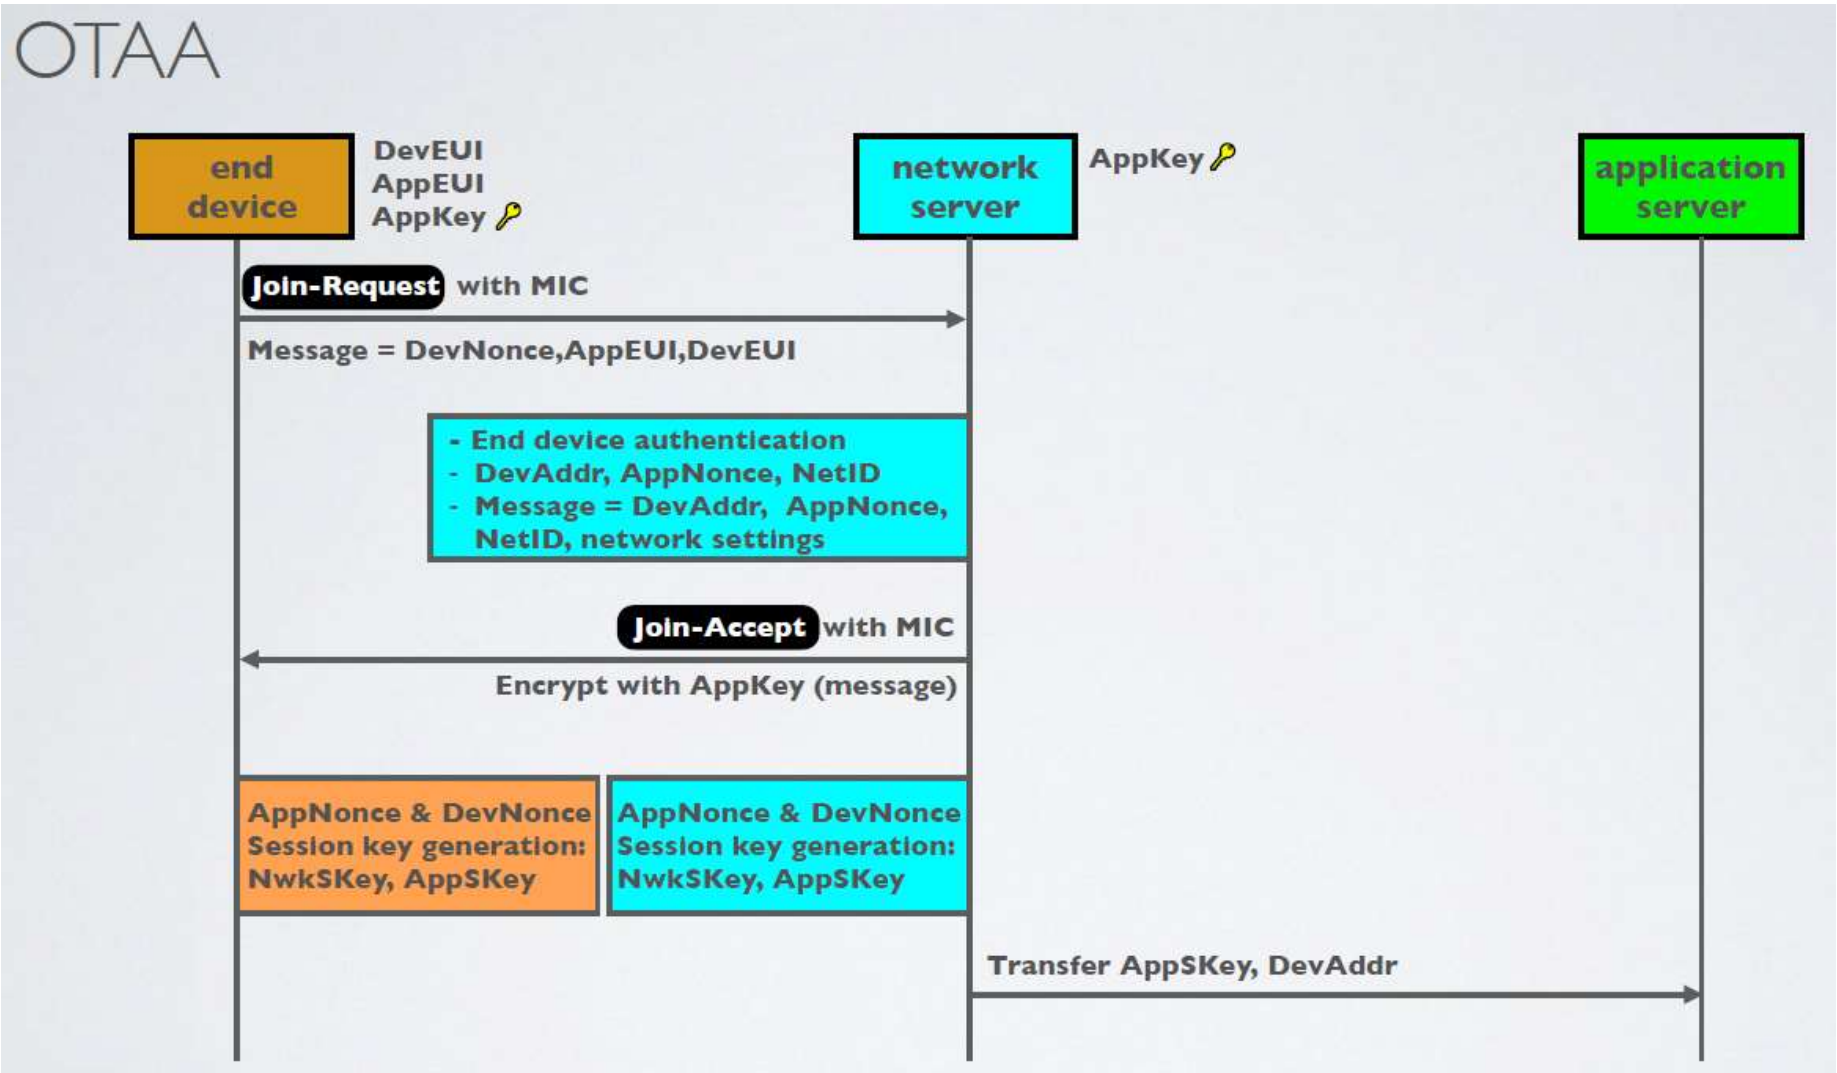 OTAA
end
device
DevEUI
AppEUI
AppKey
network
server
AppKey
application
server
Join-Request with MIC
Message = DevNonce,AppEUI,DevEUI
- End device authentication
- DevAddr, AppNonce, NetID
- Message = DevAddr, AppNonce,
NetID, network settings
Join-Accept with MIC
Encrypt with AppKey (message)
AppNonce & DevNonce
Session key generation:
NwkSKey, AppSKey
AppNonce & DevNonce
Session key generation:
NwkSKey, AppSKey
Transfer AppSKey, DevAddr